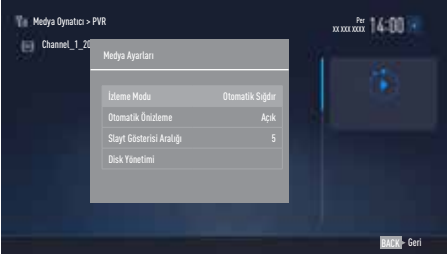 Medya Oynatıcı > PVR
Per
xx xxx xxxx
14:00
Channel_1_20
Medya Ayarları
İzleme Modu Otomatik Sığdır
Otomatik Önizleme Açık
Slayt Gösterisi Aralığı 5
Disk Yönetimi
BACK Geri